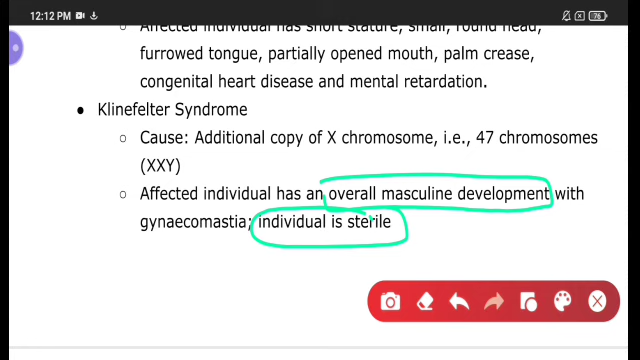 12:12 PM
76
Affected individual has short stature, small, round head,
furrowed tongue, partially opened mouth, palm crease,
congenital heart disease and mental retardation.
• Klinefelter Syndrome
o Cause: Additional copy of X chromosome, i.e., 47 chromosomes
(XXY)
o Affected individual has an overall masculine development with
gynaecomastia; individual is sterile